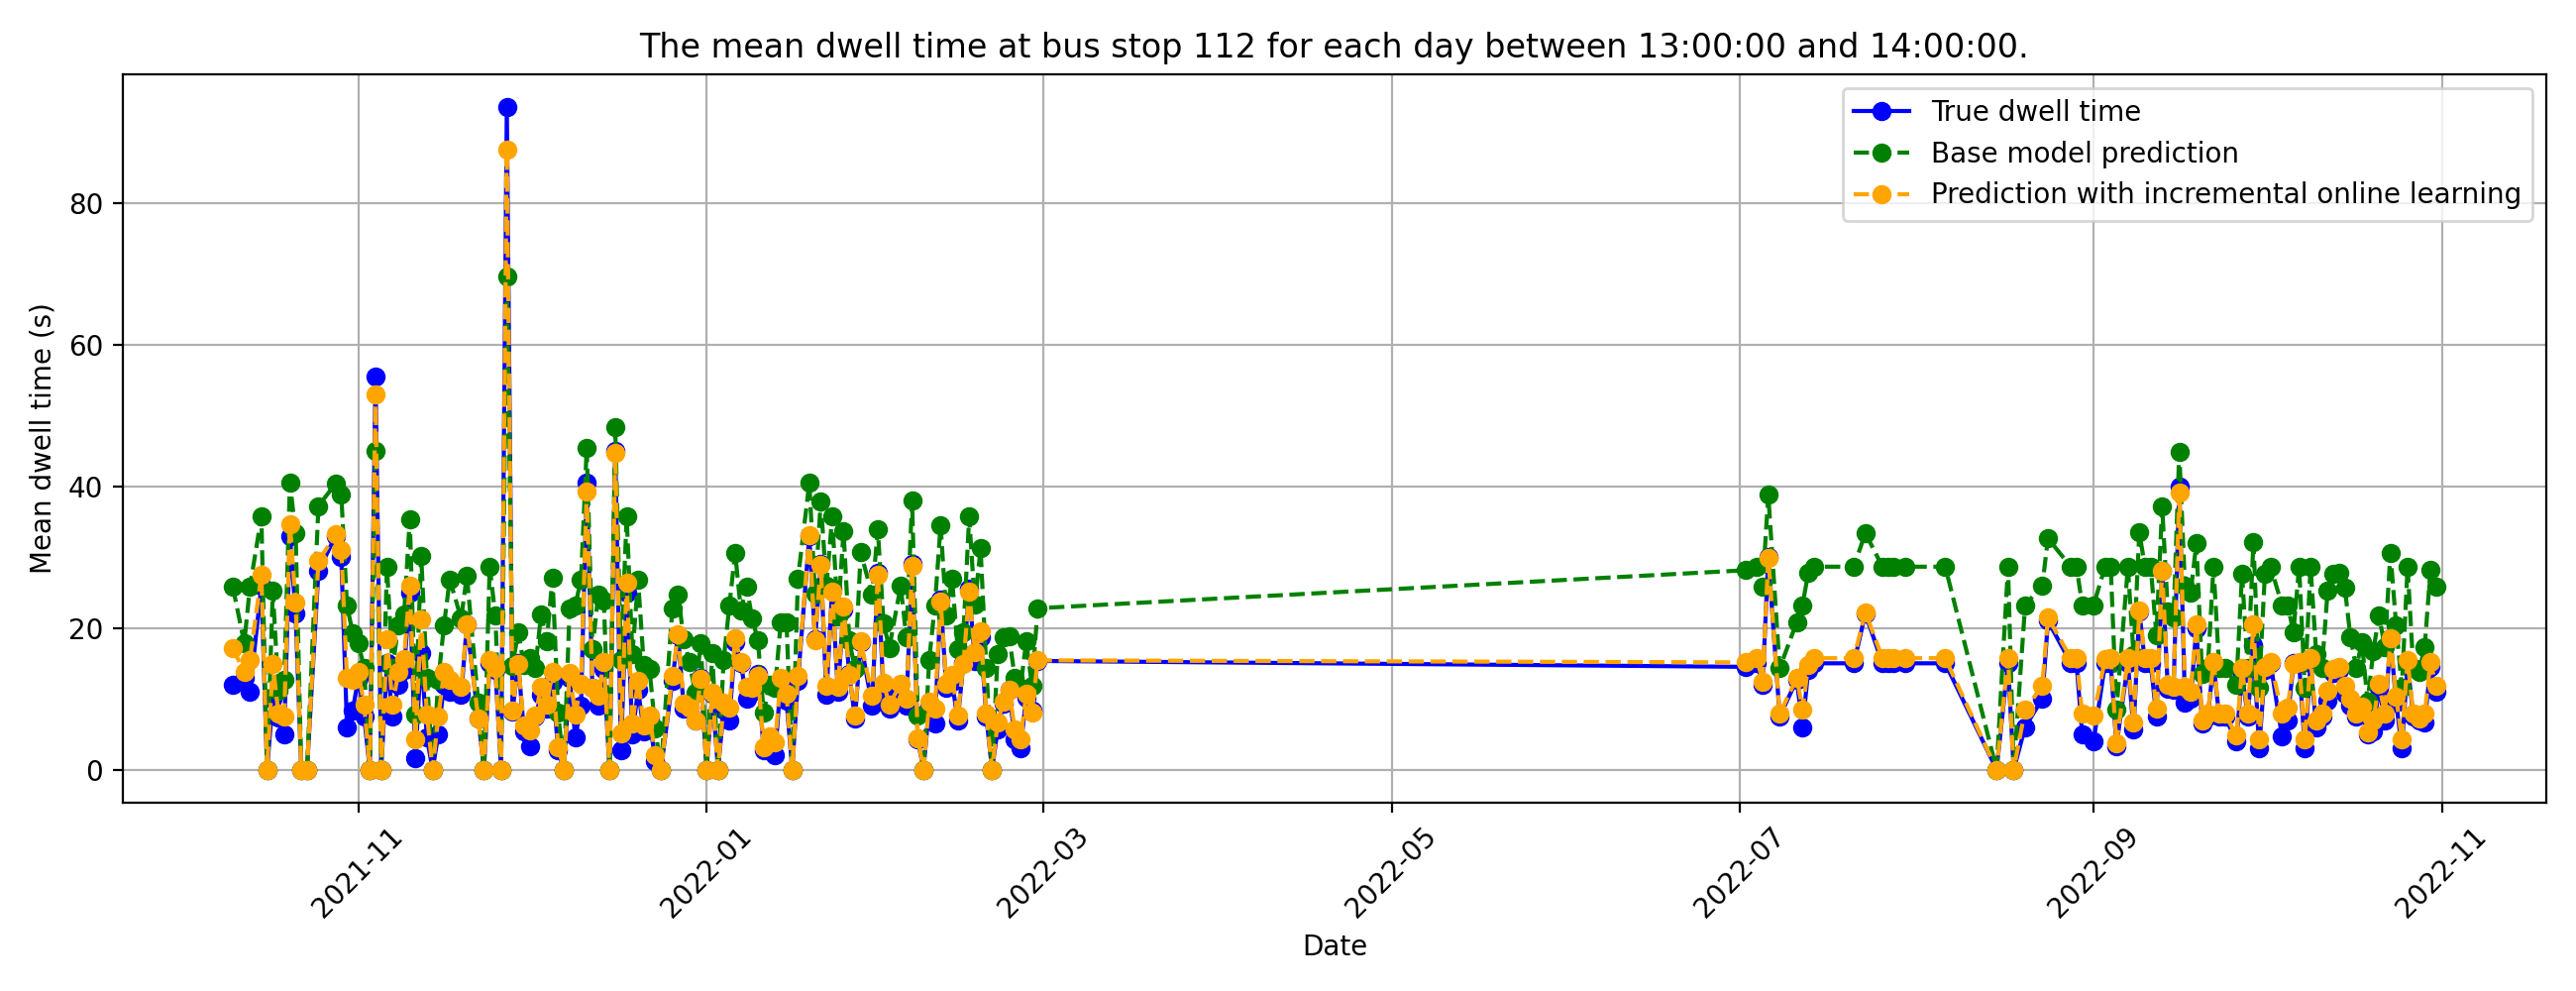 The mean dwell time at bus stop 112 for each day between 13:00:00 and 14:00:00.
True dwell time
Base model prediction
Prediction with incremental online learning
Mean dwell time (s)
80
60
40
20
0
2021-11
2022-01
2022-03
2022-05
2022-07
2022-09
2022-11
Date